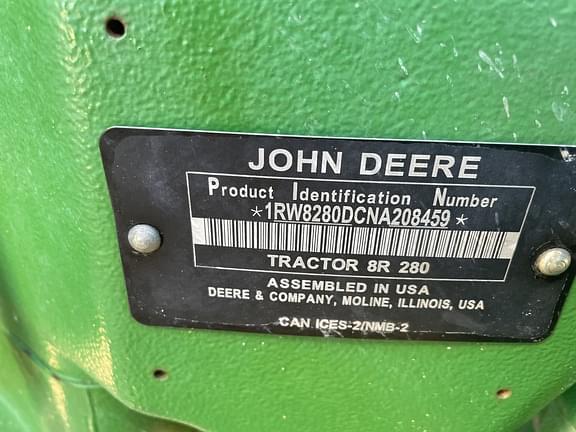 JOHN DEERE
Product Identification Number
*1RW8280DCNA208459*
TRACTOR 8R 280
ASSEMBLED IN USA
DEERE & COMPANY, MOLINE, ILLINOIS, USA
CAN ICES-2/NMB-2